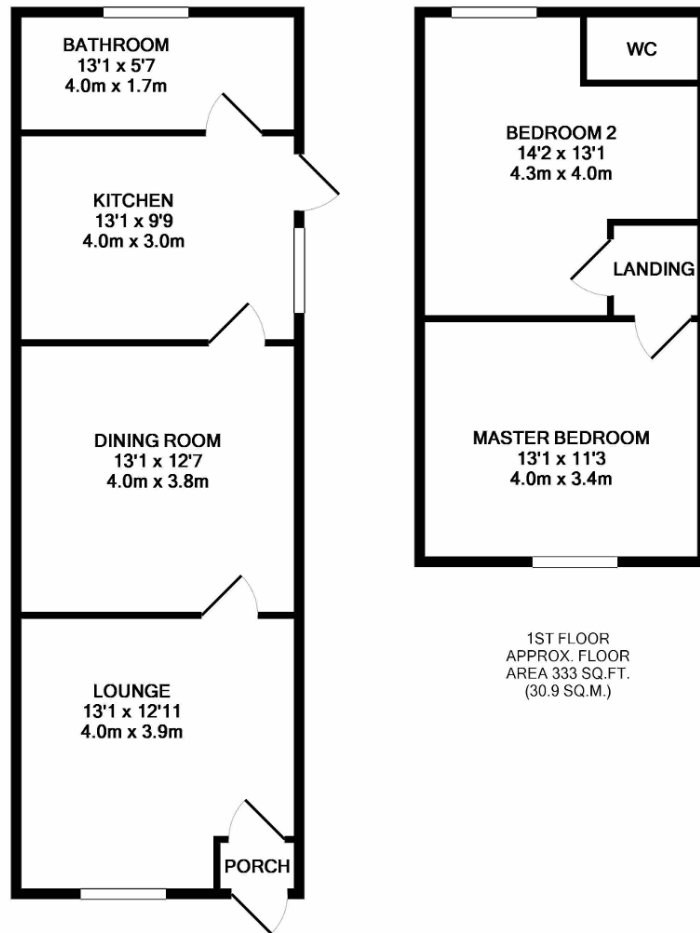 BATHROOM
13'1 x 5'7
4.0m x 1.7m
KITCHEN
13'1 x 9'9
4.0m x 3.0m
DINING ROOM
13'1 x 12'7
4.0m x 3.8m
LOUNGE
13'1 x 12'11
4.0m x 3.9m
PORCH
WC
BEDROOM 2
14'2 x 13'1
4.3m x 4.0m
LANDING
MASTER BEDROOM
13'1 x 11'3
4.0m x 3.4m
1ST FLOOR
APPROX. FLOOR
AREA 333 SQ.FT.
(30.9 SQ.M.)